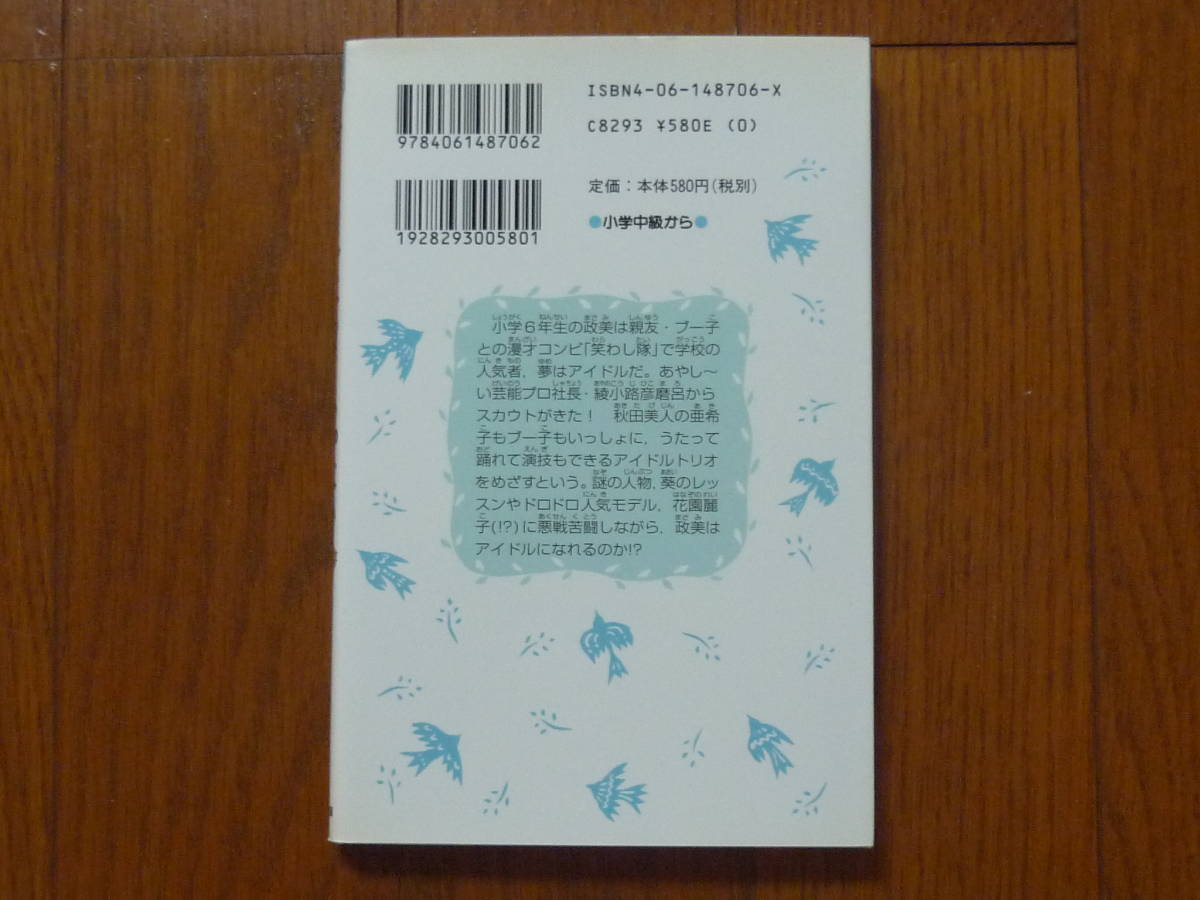 ISBN4-06-148706-X
C8293 ¥580E (0)
9784061487062
定価：本体580円（税別）
1928293005801
●小学中級から●
小学６年生の政美は親友・ブー子
との漫才コンビ「笑わし隊」で学校の
人気者，夢はアイドルだ。あやし〜
い芸能プロ社長・綾小路彦磨呂から
スカウトがきた！　秋田美人の亜希
子もブー子もいっしょに，うたって
踊れて演技もできるアイドルトリオ
をめざすという。謎の人物，葵のレッ
スンやドロドロ人気モデル，花園麗
子(!?)に悪戦苦闘しながら，政美は
アイドルになれるのか!?